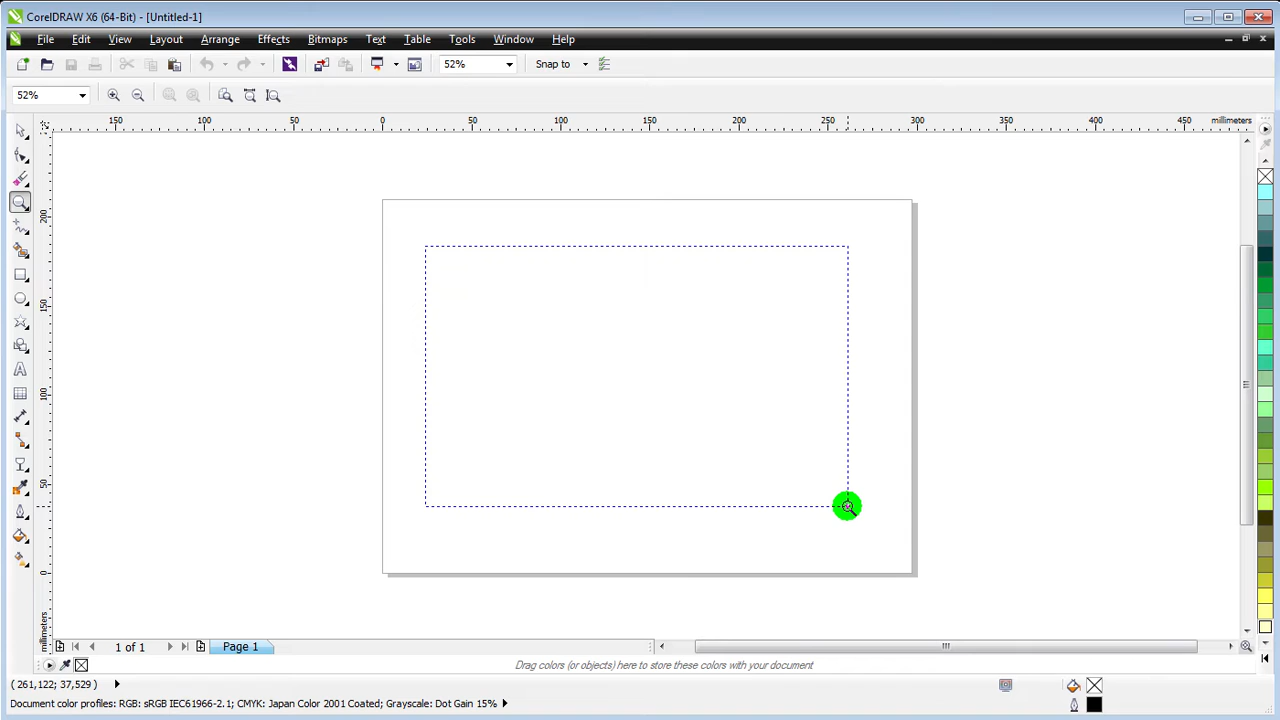 CorelDRAW X6 (64-Bit) - [Untitled-1]
File Edit View Layout Arrange Effects Bitmaps Text Table Tools Window Help
52% Snap to
52%
150 100 50 0 50 100 150 200 250 300 350 400 450 millimeters
200
150
100
50
0
millimeters
1 of 1 Page 1
Drag colors (or objects) here to store these colors with your document
( 261,122; 37,529 )
Document color profiles: RGB: sRGB IEC61966-2.1; CMYK: Japan Color 2001 Coated; Grayscale: Dot Gain 15%